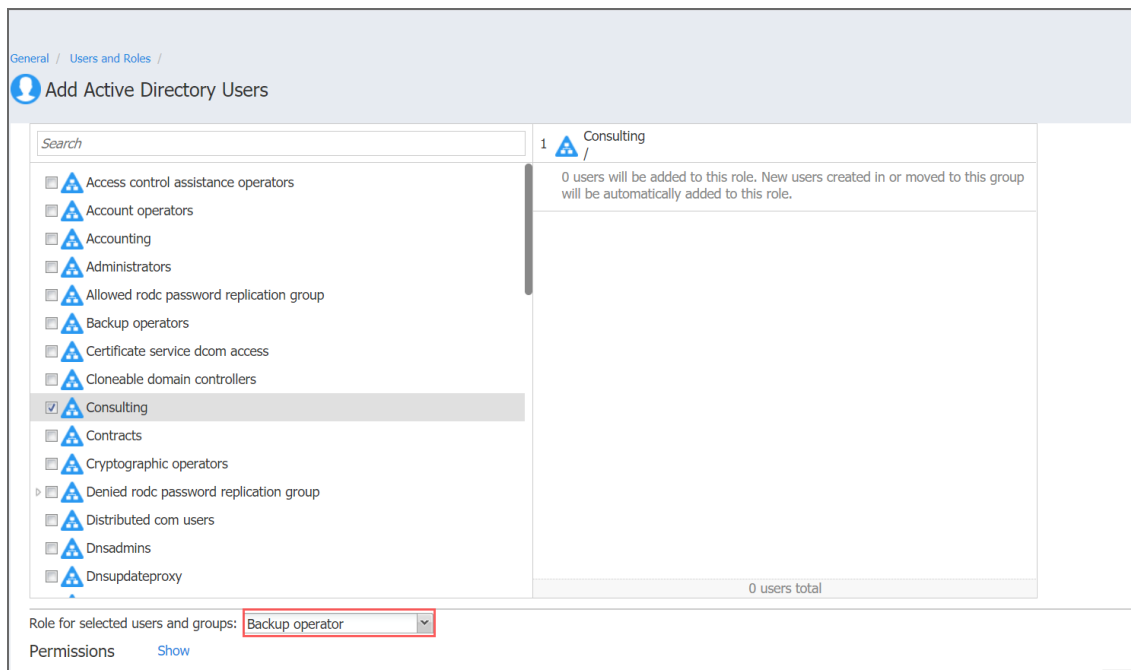 General / Users and Roles /
Add Active Directory Users
Search
Access control assistance operators
Account operators
Accounting
Administrators
Allowed rodc password replication group
Backup operators
Certificate service dcom access
Cloneable domain controllers
Consulting
Contracts
Cryptographic operators
Denied rodc password replication group
Distributed com users
Dnsadmins
Dnsupdateproxy
1 Consulting
/
0 users will be added to this role. New users created in or moved to this group
will be automatically added to this role.
0 users total
Role for selected users and groups: Backup operator
Permissions Show